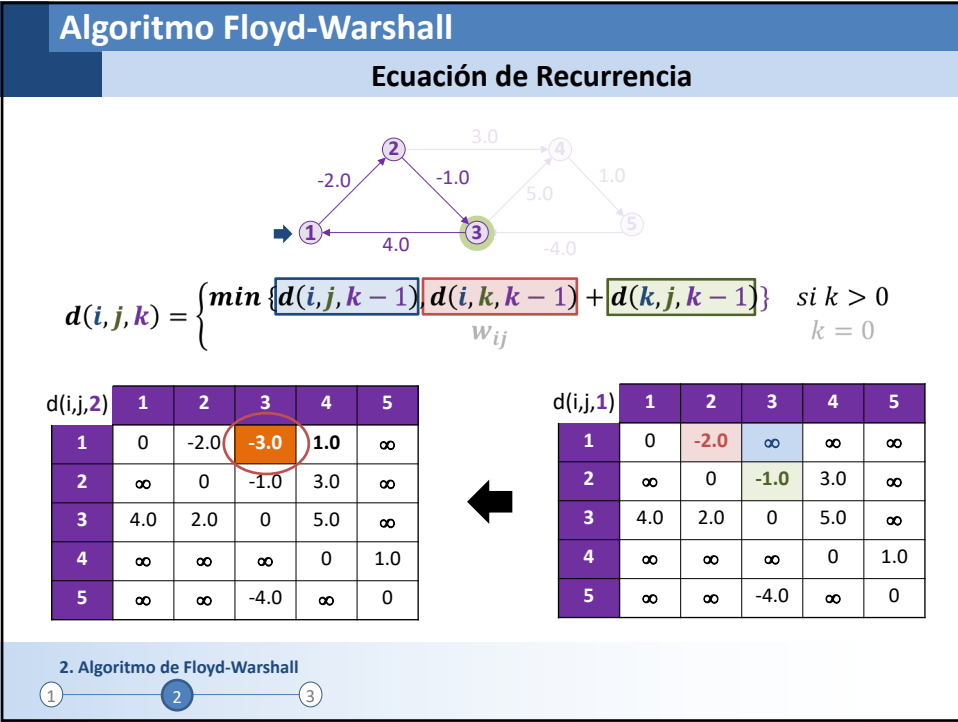 Algoritmo Floyd-Warshall
Ecuación de Recurrencia
3.0
2
4
-2.0
-1.0
1.0
5.0
1
3
5
4.0
-4.0
d(i,j,k) = { min {d(i,j,k − 1), d(i,k,k − 1) + d(k,j,k − 1)} si k > 0
w_ij k = 0
d(i,j,2) 1 2 3 4 5
1 0 -2.0 -3.0 1.0 ∞
2 ∞ 0 -1.0 3.0 ∞
3 4.0 2.0 0 5.0 ∞
4 ∞ ∞ ∞ 0 1.0
5 ∞ ∞ -4.0 ∞ 0
d(i,j,1) 1 2 3 4 5
1 0 -2.0 ∞ ∞ ∞
2 ∞ 0 -1.0 3.0 ∞
3 4.0 2.0 0 5.0 ∞
4 ∞ ∞ ∞ 0 1.0
5 ∞ ∞ -4.0 ∞ 0
2. Algoritmo de Floyd-Warshall
1 2 3